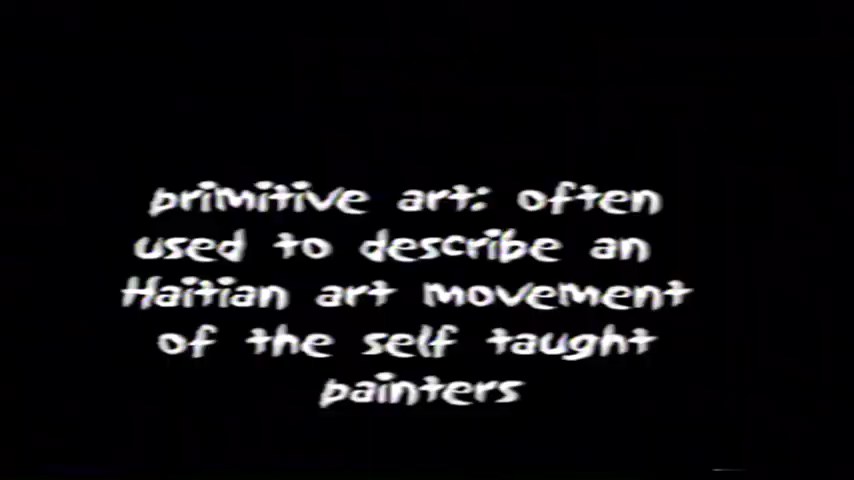 primitive art: often
used to describe an
Haitian art movement
of the self taught
painters